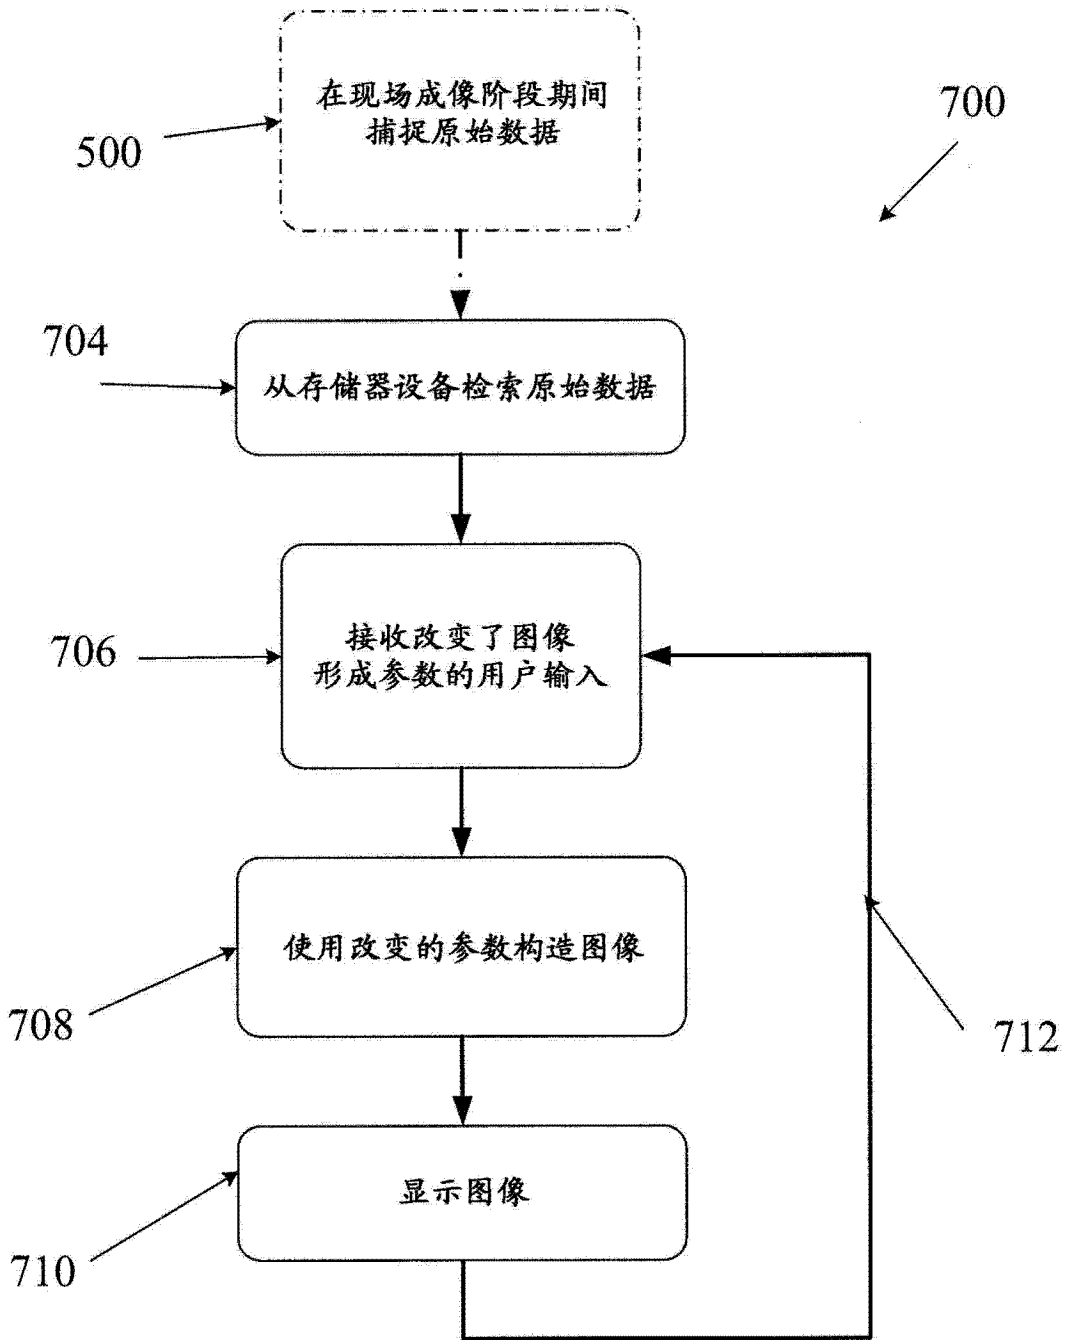 在现场成像阶段期间
捕捉原始数据
500
700
704
从存储器设备检索原始数据
706
接收改变了图像
形成参数的用户输入
708
使用改变的参数构造图像
712
710
显示图像